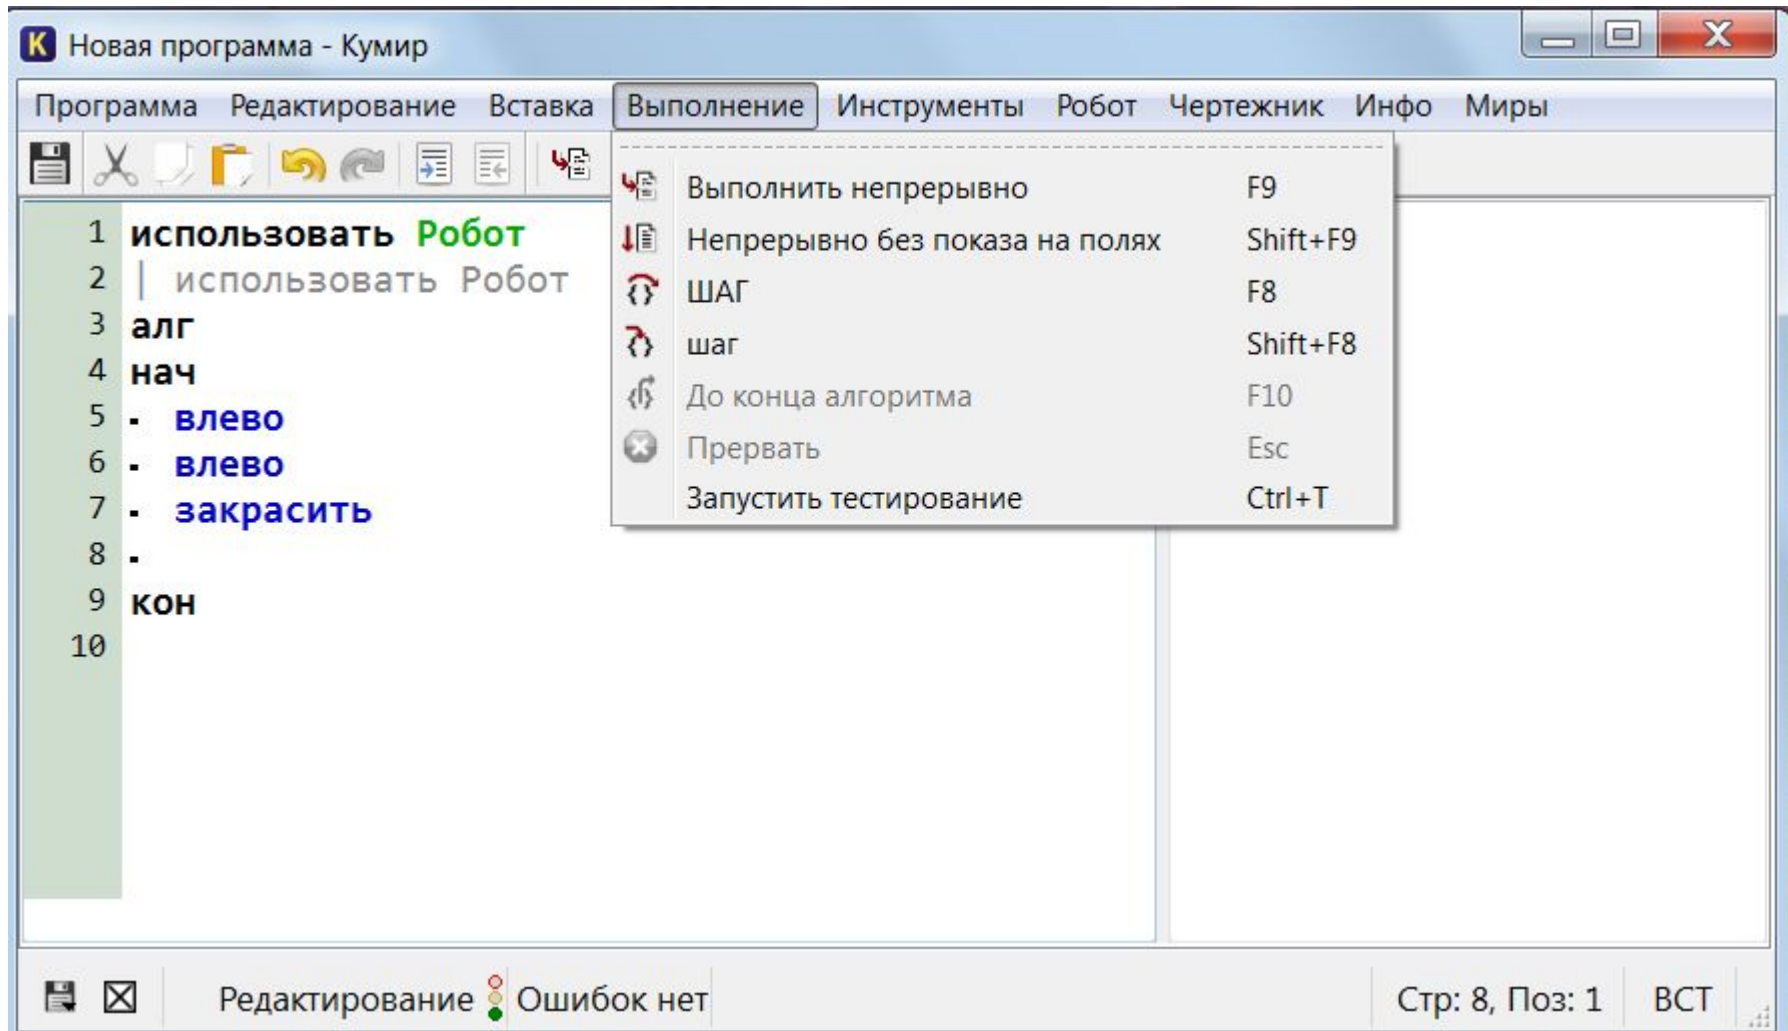 К Новая программа - Кумир
Программа Редактирование Вставка Выполнение Инструменты Робот Чертежник Инфо Миры
Выполнить непрерывно F9
Непрерывно без показа на полях Shift+F9
ШАГ F8
шаг Shift+F8
До конца алгоритма F10
Прервать Esc
Запустить тестирование Ctrl+T
1 использовать Робот
2 | использовать Робот
3 алг
4 нач
5 . влево
6 . влево
7 . закрасить
8 .
9 кон
10
Редактирование Ошибок нет Стр: 8, Поз: 1 ВСТ